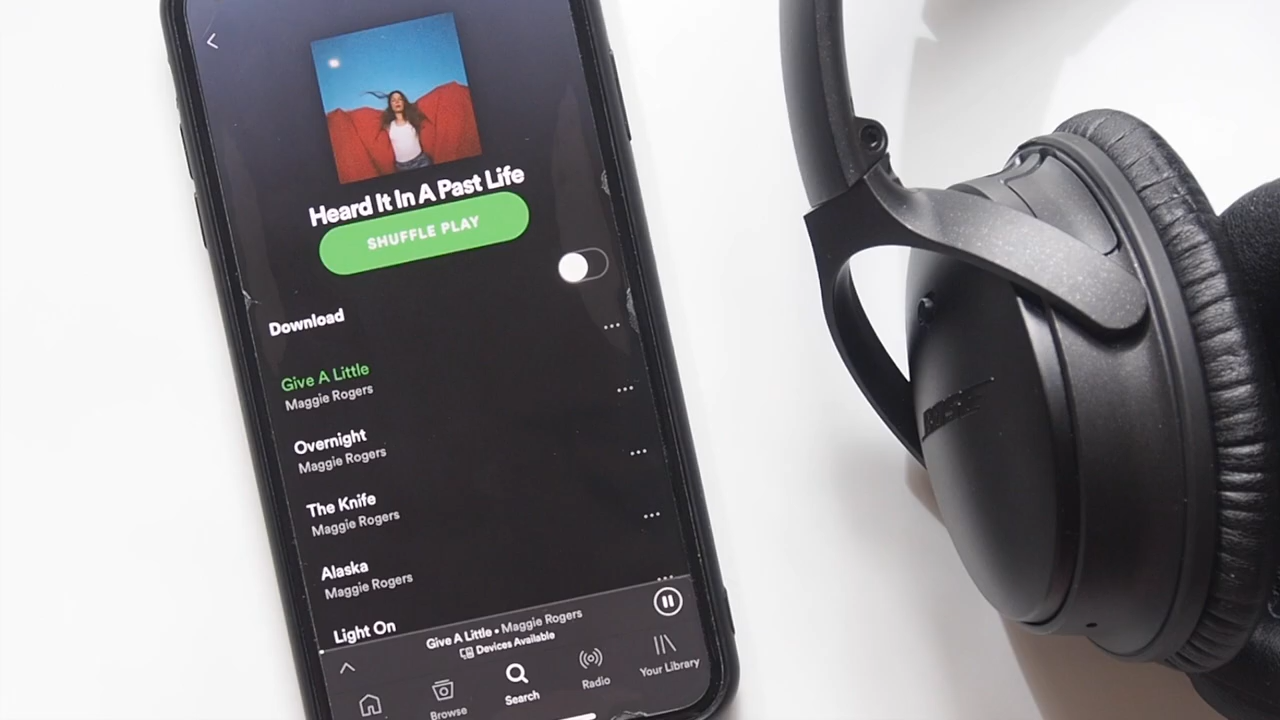 Heard It In A Past Life
SHUFFLE PLAY
Download
Give A Little
Maggie Rogers
Overnight
Maggie Rogers
The Knife
Maggie Rogers
Alaska
Maggie Rogers
Light On
Give A Little • Maggie Rogers
Devices Available
Browse
Search
Radio
Your Library
BOSE